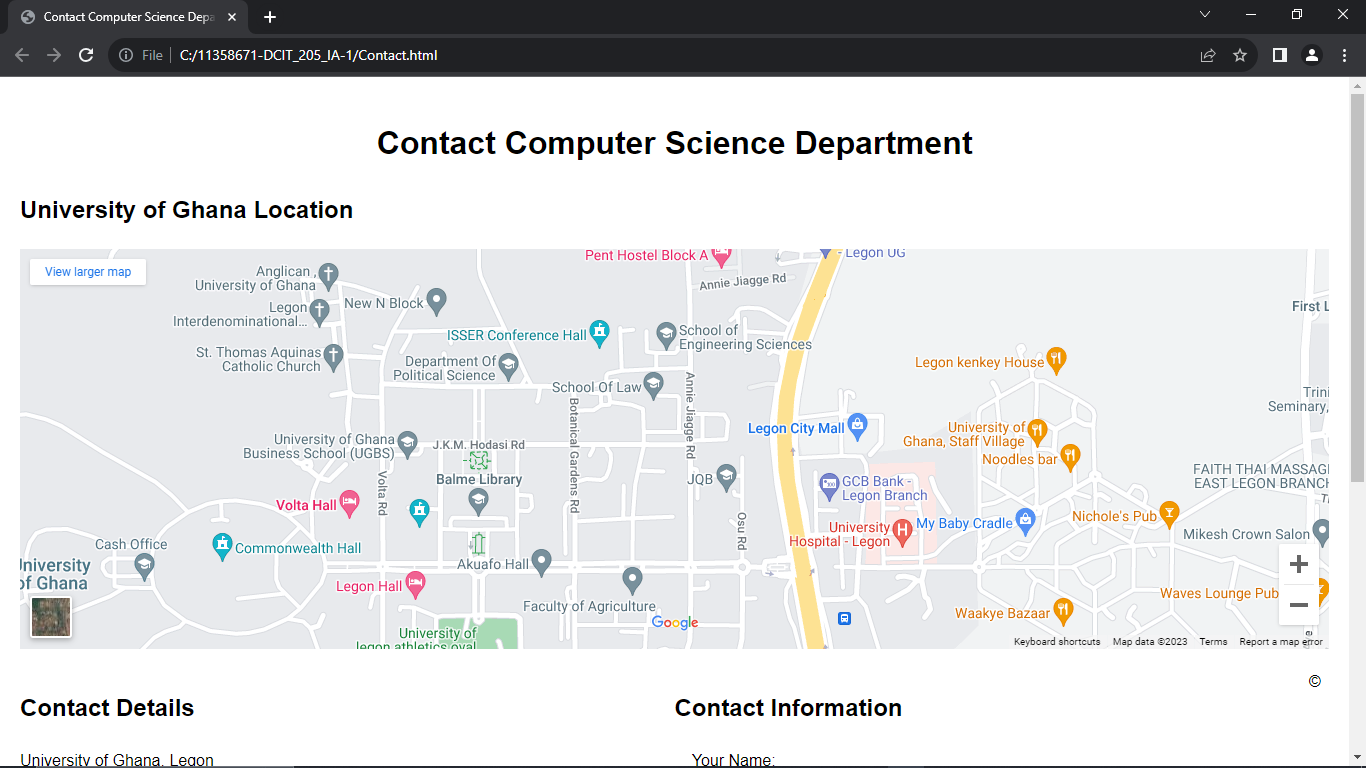 Contact Computer Science Depa
File
C:/11358671-DCIT_205_IA-1/Contact.html
Contact Computer Science Department
University of Ghana Location
View larger map
Pent Hostel Block A
- Legon UG
Annie Jiagge Rd
Anglican ,
University of Ghana
New N Block
Legon
Interdenominational...
ISSER Conference Hall
School of
Engineering Sciences
First L
St. Thomas Aquinas
Catholic Church
Department Of
Political Science
Legon kenkey House
School Of Law
Annie Jiagge Rd
Botanical Gardens Rd
Trini
Seminary,
Legon City Mall
University of
Ghana, Staff Village
University of Ghana
Business School (UGBS)
J.K.M. Hodasi Rd
Noodles bar
Volta Rd
Balme Library
JQB
GCB Bank -
Legon Branch
FAITH THAI MASSAG
EAST LEGON BRANCH
Volta Hall
Osu Rd
University
Hospital - Legon
My Baby Cradle
Nichole's Pub
Mikesh Crown Salon
Cash Office
Commonwealth Hall
University
of Ghana
Akuafo Hall
Legon Hall
Faculty of Agriculture
Waves Lounge Pub
Waakye Bazaar
Google
University of
legon athletics oval
Keyboard shortcuts
Map data ©2023
Terms
Report a map error
©
Contact Details
Contact Information
University of Ghana, Legon
Your Name: